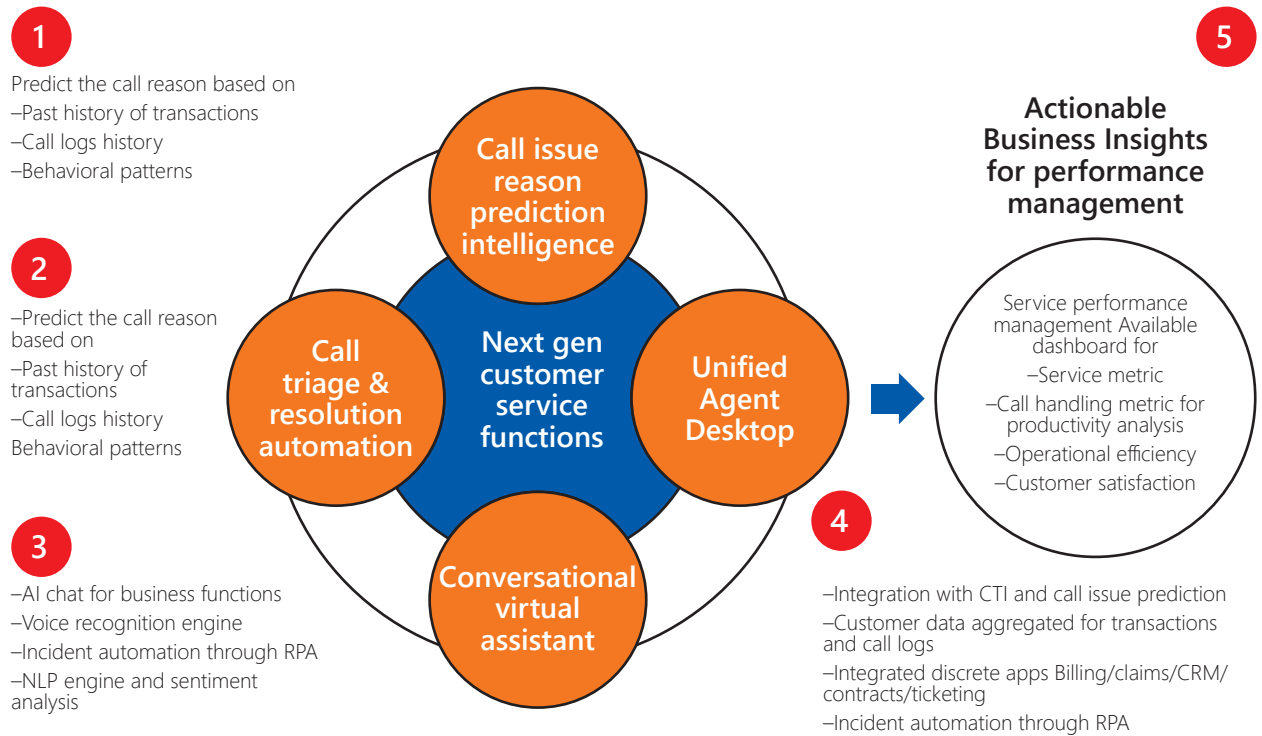 1
Predict the call reason based on
–Past history of transactions
–Call logs history
–Behavioral patterns
2
–Predict the call reason
based on
–Past history of
transactions
–Call logs history
Behavioral patterns
3
–AI chat for business functions
–Voice recognition engine
–Incident automation through RPA
–NLP engine and sentiment
analysis
Call issue
reason
prediction
intelligence
Call
triage &
resolution
automation
Next gen
customer
service
functions
Unified
Agent
Desktop
Conversational
virtual
assistant
4
–Integration with CTI and call issue prediction
–Customer data aggregated for transactions
and call logs
–Integrated discrete apps Billing/claims/CRM/
contracts/ticketing
–Incident automation through RPA
5
Actionable
Business Insights
for performance
management
Service performance
management Available
dashboard for
–Service metric
–Call handling metric for
productivity analysis
–Operational efficiency
–Customer satisfaction